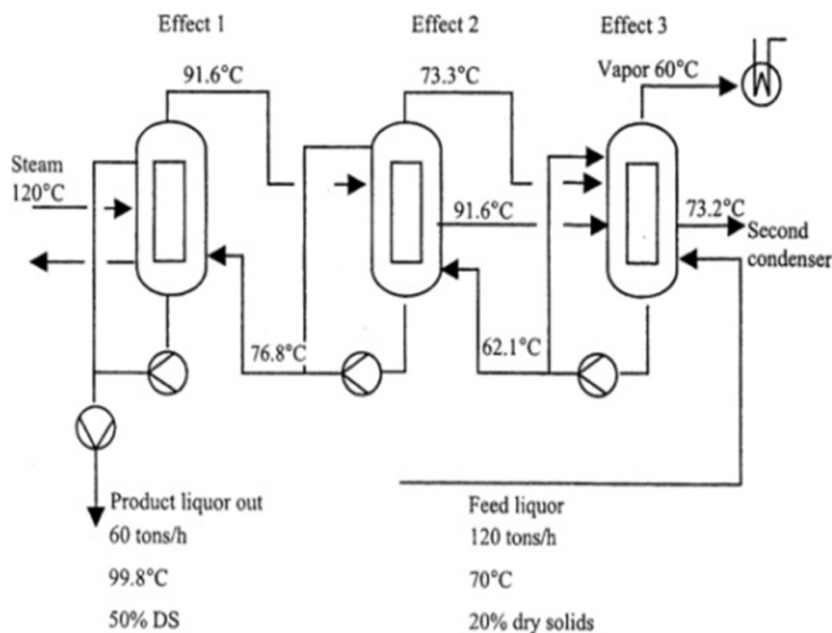 Effect 1
Effect 2
Effect 3
91.6°C
73.3°C
Vapor 60°C
Steam
120°C
91.6°C
73.2°C
Second
condenser
76.8°C
62.1°C
Product liquor out
60 tons/h
99.8°C
50% DS
Feed liquor
120 tons/h
70°C
20% dry solids